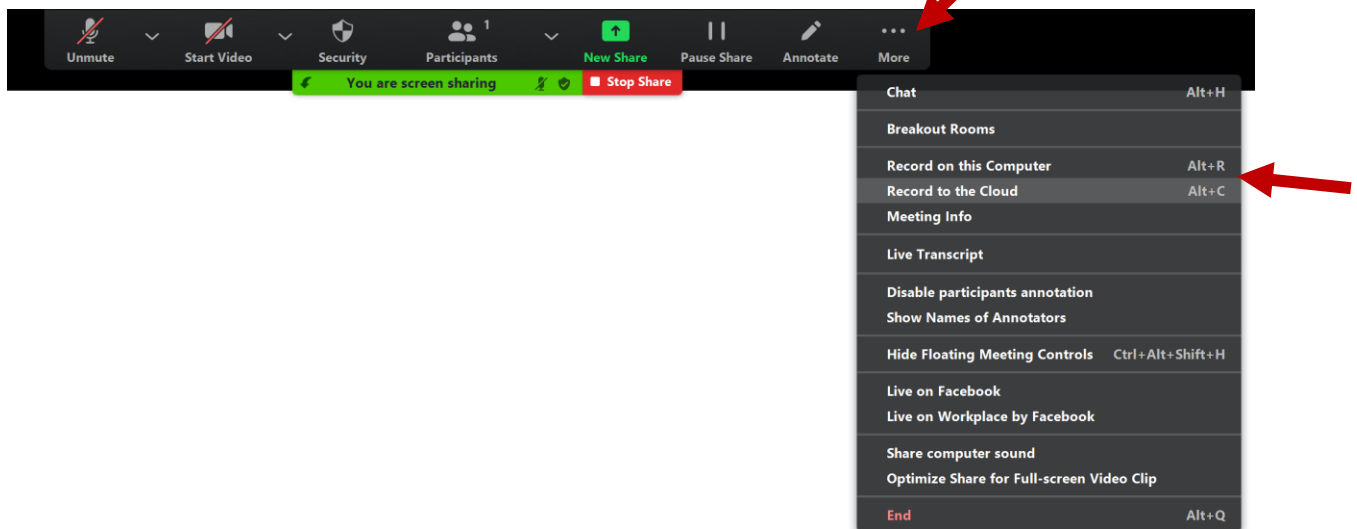 1
Unmute Start Video Security Participants New Share Pause Share Annotate More
You are screen sharing Stop Share
Chat Alt+H
Breakout Rooms
Record on this Computer Alt+R
Record to the Cloud Alt+C
Meeting Info
Live Transcript
Disable participants annotation
Show Names of Annotators
Hide Floating Meeting Controls Ctrl+Alt+Shift+H
Live on Facebook
Live on Workplace by Facebook
Share computer sound
Optimize Share for Full-screen Video Clip
End Alt+Q